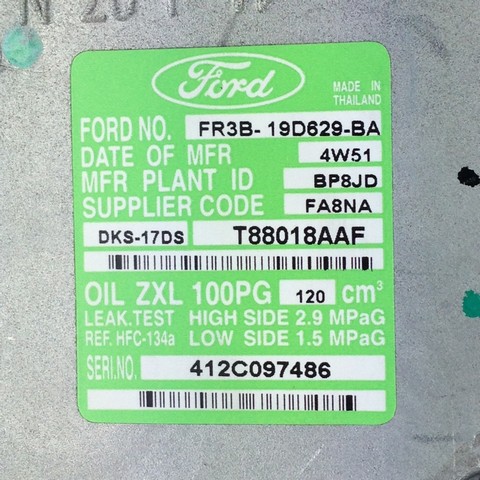 Ford
MADE IN
THAILAND
FORD NO. FR3B-19D629-BA
DATE OF MFR 4W51
MFR PLANT ID BP8JD
SUPPLIER CODE FA8NA
DKS-17DS T88018AAF
OIL ZXL 100PG 120 cm³
LEAK.TEST HIGH SIDE 2.9 MPaG
REF. HFC-134a LOW SIDE 1.5 MPaG
SERI.NO. 412C097486